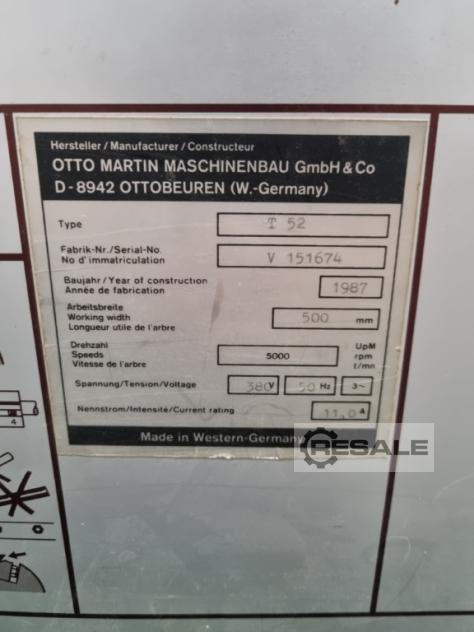 Hersteller/Manufacturer/Constructeur
OTTO MARTIN MASCHINENBAU GmbH & Co
D-8942 OTTOBEUREN (W.-Germany)
Type T 52
Fabrik-Nr./Serial-No. V 151674
No d'immatriculation
Baujahr/Year of construction 1987
Année de fabrication
Arbeitsbreite
Working width 500 mm
Longueur utile de l'arbre
Drehzahl UpM
Speeds 5000 rpm
Vitesse de l'arbre t/mn
Spannung/Tension/Voltage 380V 50 Hz 3~
Nennstrom/Intensité/Current rating 11,0 A
Made in Western-Germany
RESALE
4